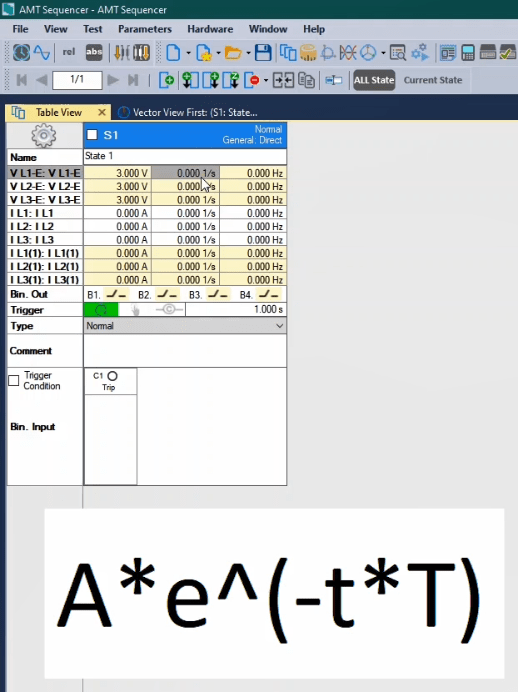 AMT Sequencer - AMT Sequencer
File View Test Parameters Hardware Window Help
rel abs
1/1 ALL State Current State
Table View × Vector View First: (S1: State...
S1 Normal
General: Direct
Name State 1
V L1-E: V L1-E 3.000 V 0.000 1/s 0.000 Hz
V L2-E: V L2-E 3.000 V 0.000 1/s 0.000 Hz
V L3-E: V L3-E 3.000 V 0.000 1/s 0.000 Hz
I L1: I L1 0.000 A 0.000 1/s 0.000 Hz
I L2: I L2 0.000 A 0.000 1/s 0.000 Hz
I L3: I L3 0.000 A 0.000 1/s 0.000 Hz
I L1(1): I L1(1) 0.000 A 0.000 1/s 0.000 Hz
I L2(1): I L2(1) 0.000 A 0.000 1/s 0.000 Hz
I L3(1): I L3(1) 0.000 A 0.000 1/s 0.000 Hz
Bin. Out B1. B2. B3. B4.
Trigger C 1.000 s
Type Normal
Comment
Trigger
Condition
C1
Trip
Bin. Input
A*e^(-t*T)